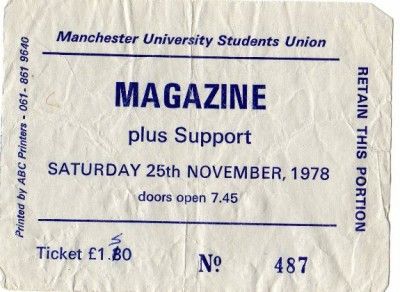 Manchester University Students Union
MAGAZINE
plus Support
SATURDAY 25th NOVEMBER, 1978
doors open 7.45
Ticket £1.80
5
No 487
RETAIN THIS PORTION
Printed by ABC Printers - 061- 861 9640